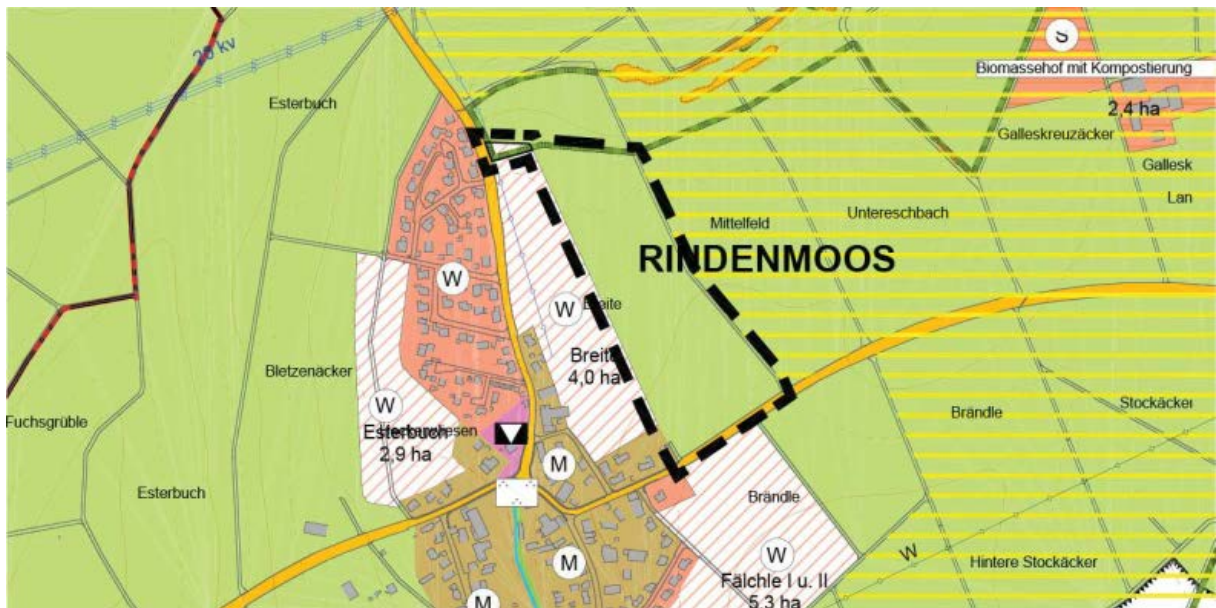 20 kv
S
Biomassehof mit Kompostierung
2,4 ha
Esterbuch
Galleskreuzäcker
Gallesk
Lan
Mittelfeld
Untereschbach
RINDENMOOS
W
W
Breite
Breite
4,0 ha
Bletzenäcker
Fuchsgrüble
W
Esterbuch
2,9 ha
Brändle
Stockäcker
M
Esterbuch
Brändle
W
W
Fälchle I u. II
5,3 ha
M
Hintere Stockäcker
M